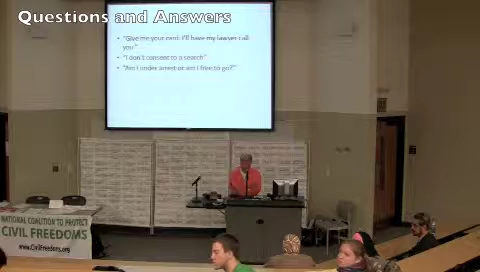 Questions and Answers
• "Give me your card: I'll have my lawyer call
you"
• "I don't consent to a search"
• "Am I under arrest or am I free to go?"
NATIONAL COALITION TO PROTECT
CIVIL FREEDOMS
www.CivilFreedoms.org